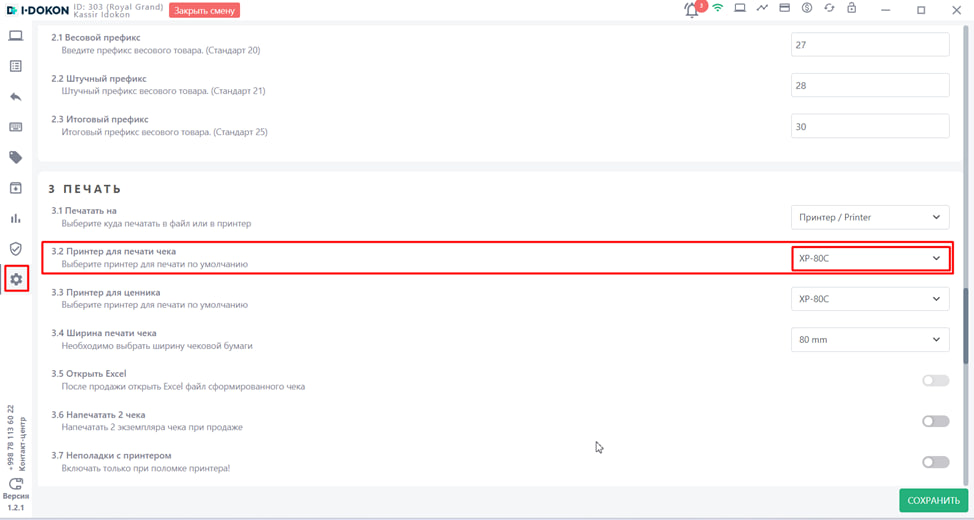 I-DOKON
ID: 303 (Royal Grand)
Kassir Idokon
Закрыть смену
3
2.1 Весовой префикс
Введите префикс весового товара. (Стандарт 20)
27
2.2 Штучный префикс
Штучный префикс весового товара. (Стандарт 21)
28
2.3 Итоговый префикс
Итоговый префикс весового товара. (Стандарт 25)
30
3 ПЕЧАТЬ
3.1 Печатать на
Выберите куда печатать в файл или в принтер
Принтер / Printer
3.2 Принтер для печати чека
Выберите принтер для печати по умолчанию
XP-80C
3.3 Принтер для ценника
Выберите принтер для печати по умолчанию
XP-80C
3.4 Ширина печати чека
Необходимо выбрать ширину чековой бумаги
80 mm
3.5 Открыть Excel
После продажи открыть Excel файл сформированного чека
3.6 Напечатать 2 чека
Напечатать 2 экземпляра чека при продаже
3.7 Неполадки с принтером
Включать только при поломке принтера!
+998 78 113 60 22
Контакт-центр
Версия
1.2.1
СОХРАНИТЬ